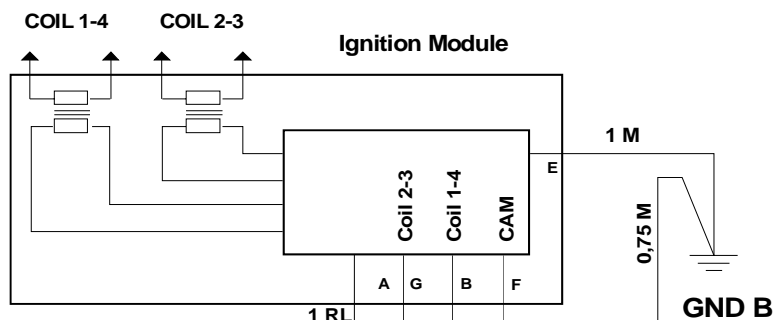 COIL 1-4 COIL 2-3
Ignition Module
1 M
E
Coil 2-3
Coil 1-4
CAM
0,75 M
A G B F
GND B
1 RL